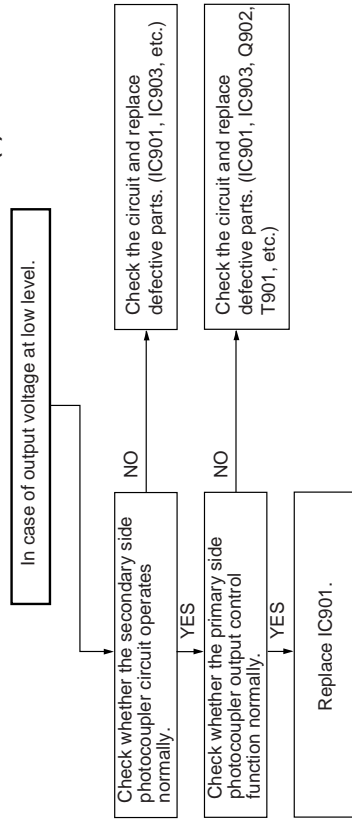 In case of output voltage at low level.
Check whether the secondary side
photocoupler circuit operates
normally.
NO
Check the circuit and replace
defective parts. (IC901, IC903, etc.)
YES
Check whether the primary side
photocoupler output control
function normally.
NO
Check the circuit and replace
defective parts. (IC901, IC903, Q902,
T901, etc.)
YES
Replace IC901.